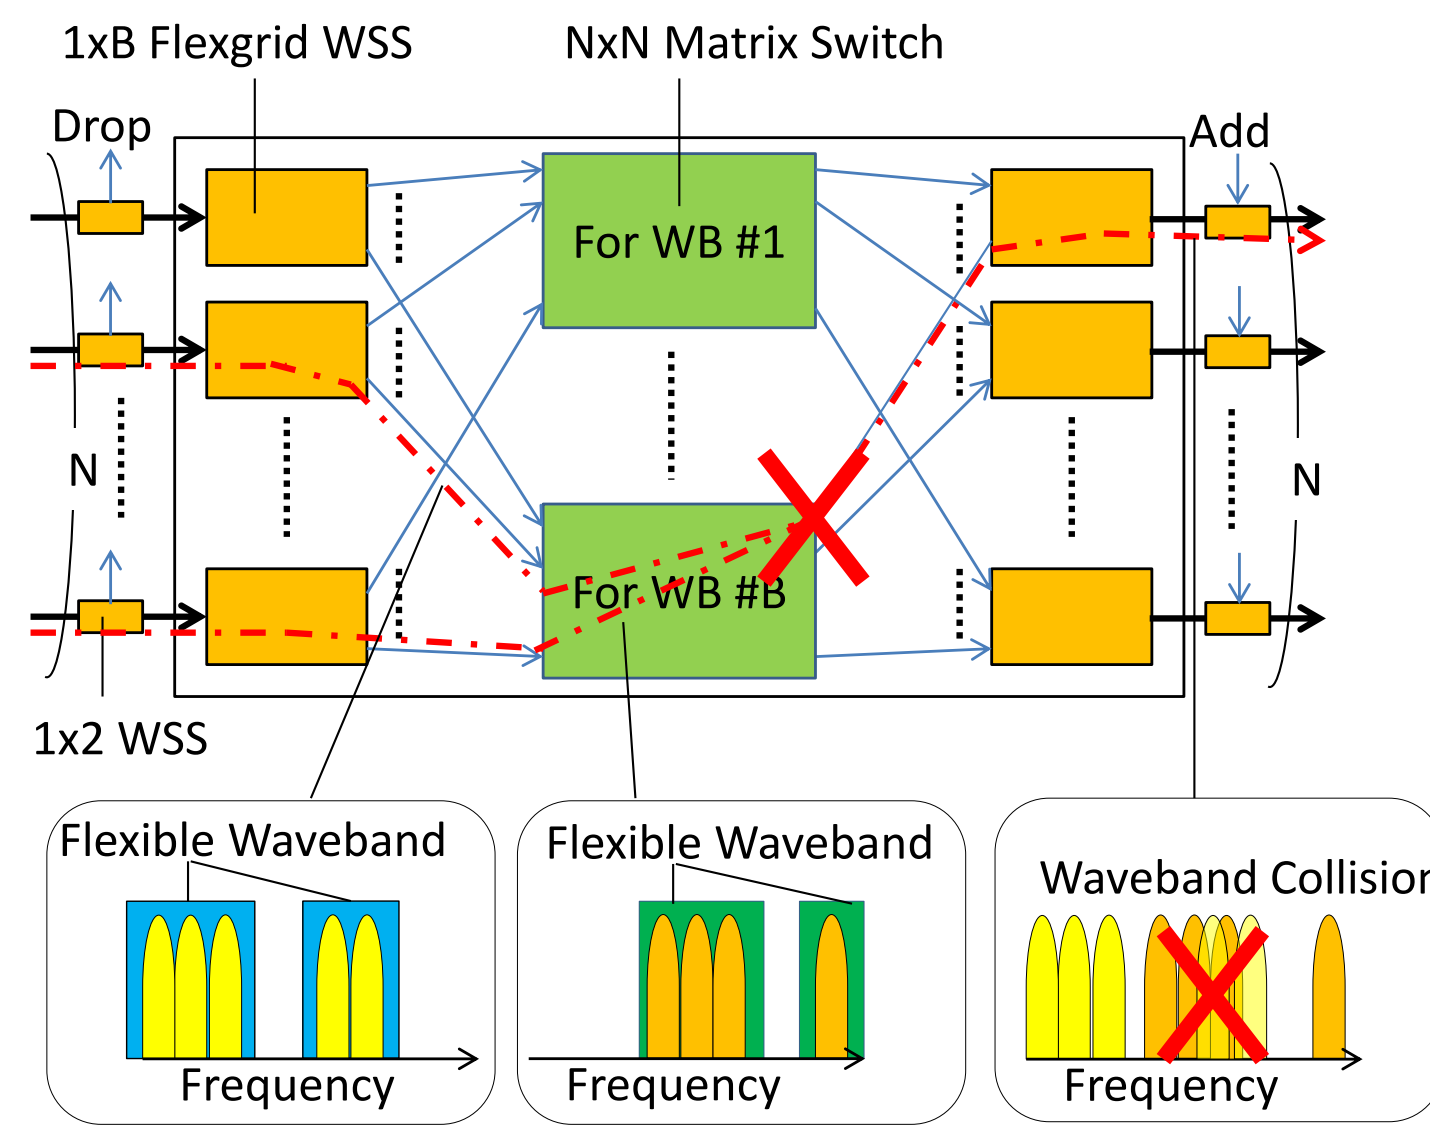 1xB Flexgrid WSS
NxN Matrix Switch
Drop
Add
For WB #1
N
N
For WB #B
1x2 WSS
Flexible Waveband
Flexible Waveband
Waveband Collision
Frequency
Frequency
Frequency